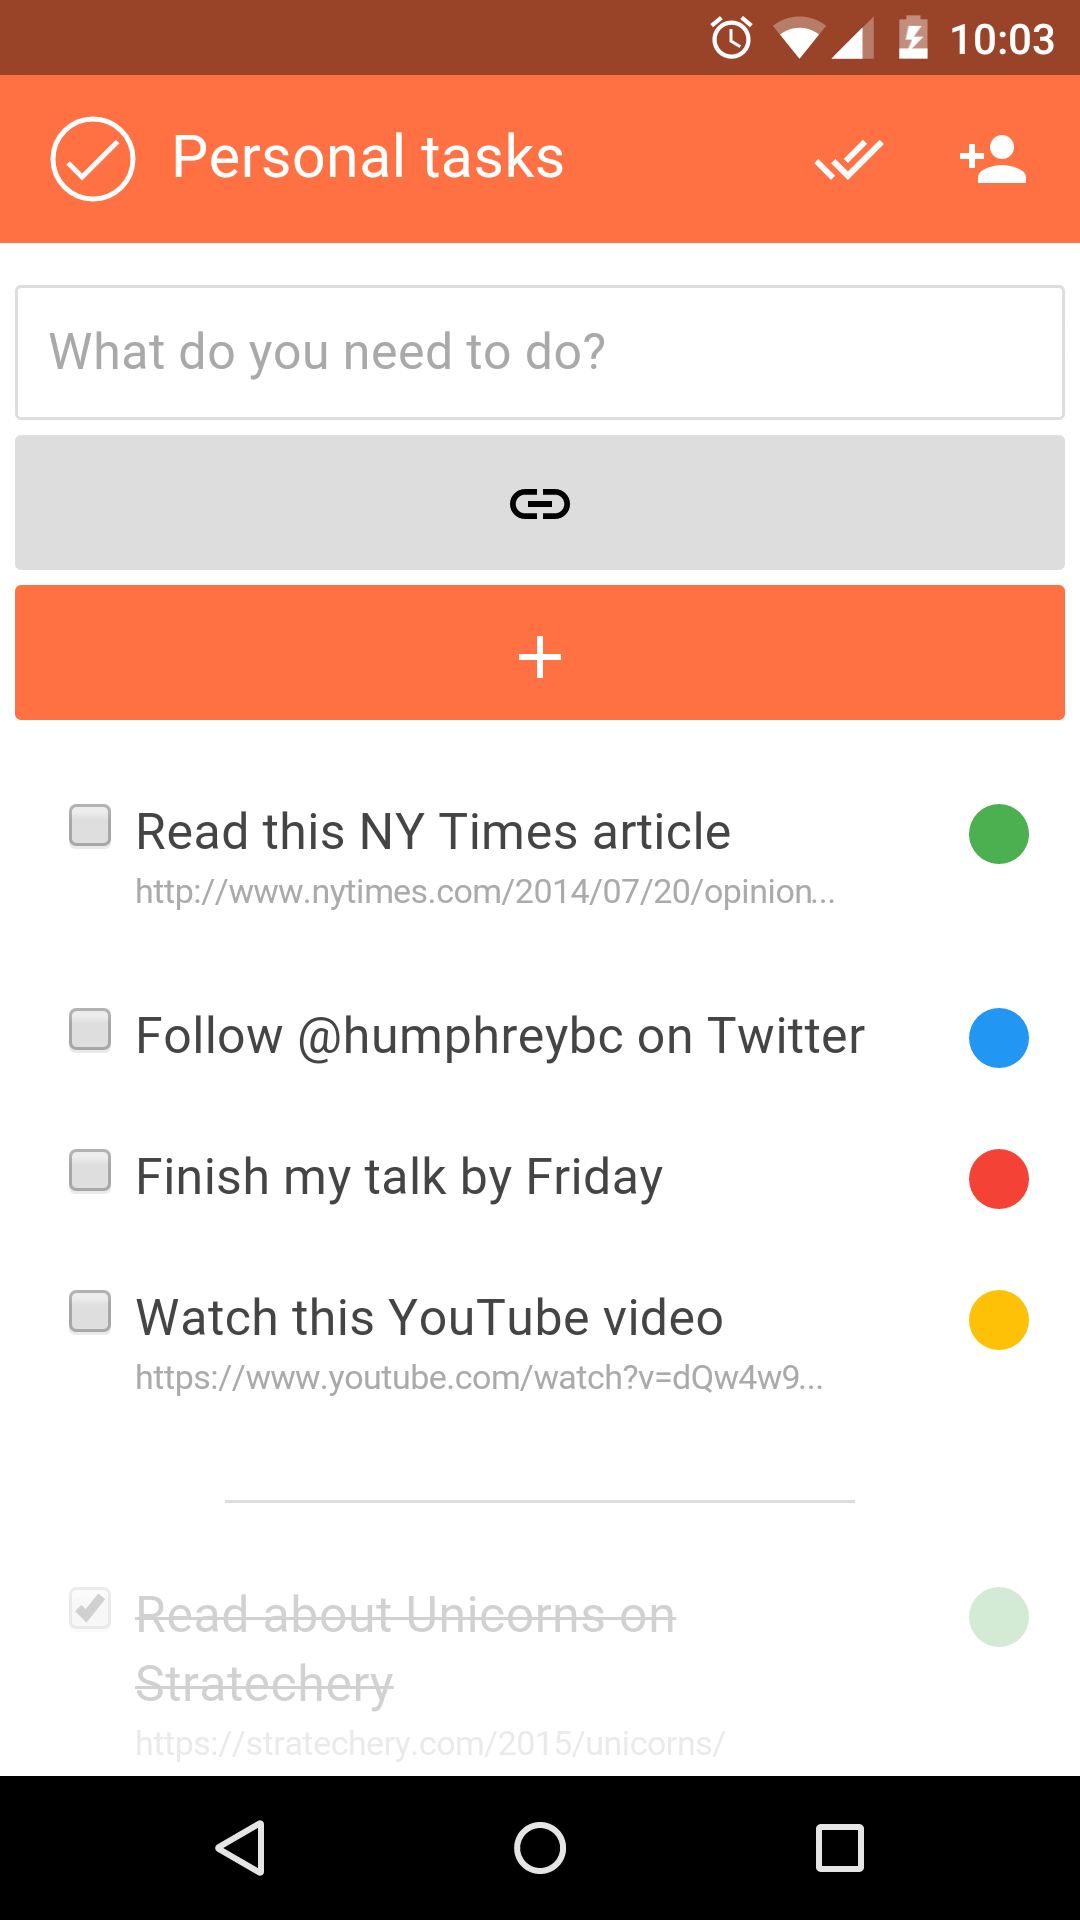 10:03
Personal tasks
What do you need to do?
Read this NY Times article
http://www.nytimes.com/2014/07/20/opinion...
Follow @humphreybc on Twitter
Finish my talk by Friday
Watch this YouTube video
https://www.youtube.com/watch?v=dQw4w9...
Read about Unicorns on
Stratechery
https://stratechery.com/2015/unicorns/